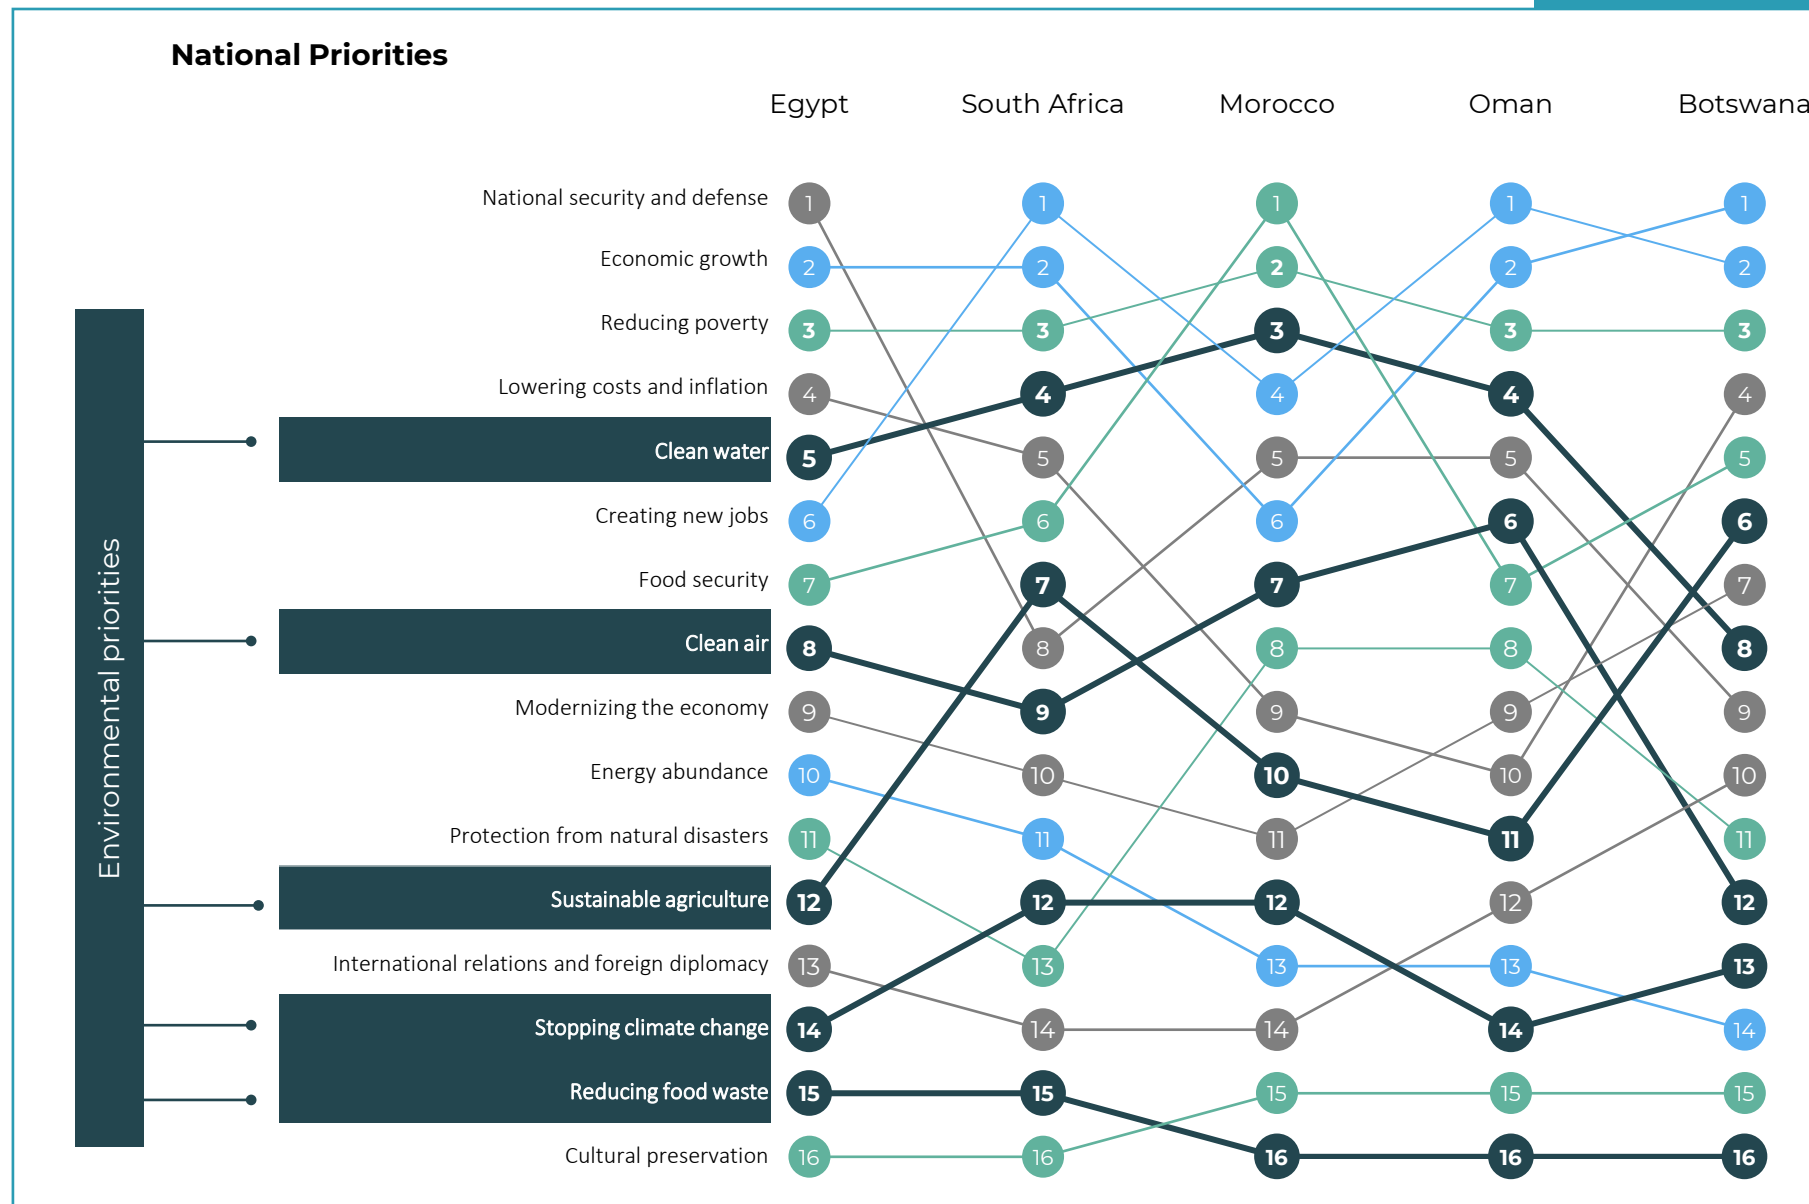 National Priorities
Egypt South Africa Morocco Oman Botswana
National security and defense 1 1 1 1 1
Economic growth 2 2 2 2 2
Reducing poverty 3 3 3 3 3
Lowering costs and inflation 4 4 4 4 4
Clean water 5 5 5 5 5
Creating new jobs 6 6 6 6 6
Food security 7 7 7 7 7
Clean air 8 8 8 8 8
Modernizing the economy 9 9 9 9 9
Energy abundance 10 10 10 10 10
Protection from natural disasters 11 11 11 11 11
Sustainable agriculture 12 12 12 12 12
International relations and foreign diplomacy 13 13 13 13 13
Stopping climate change 14 14 14 14 14
Reducing food waste 15 15 15 15 15
Cultural preservation 16 16 16 16 16
Environmental priorities